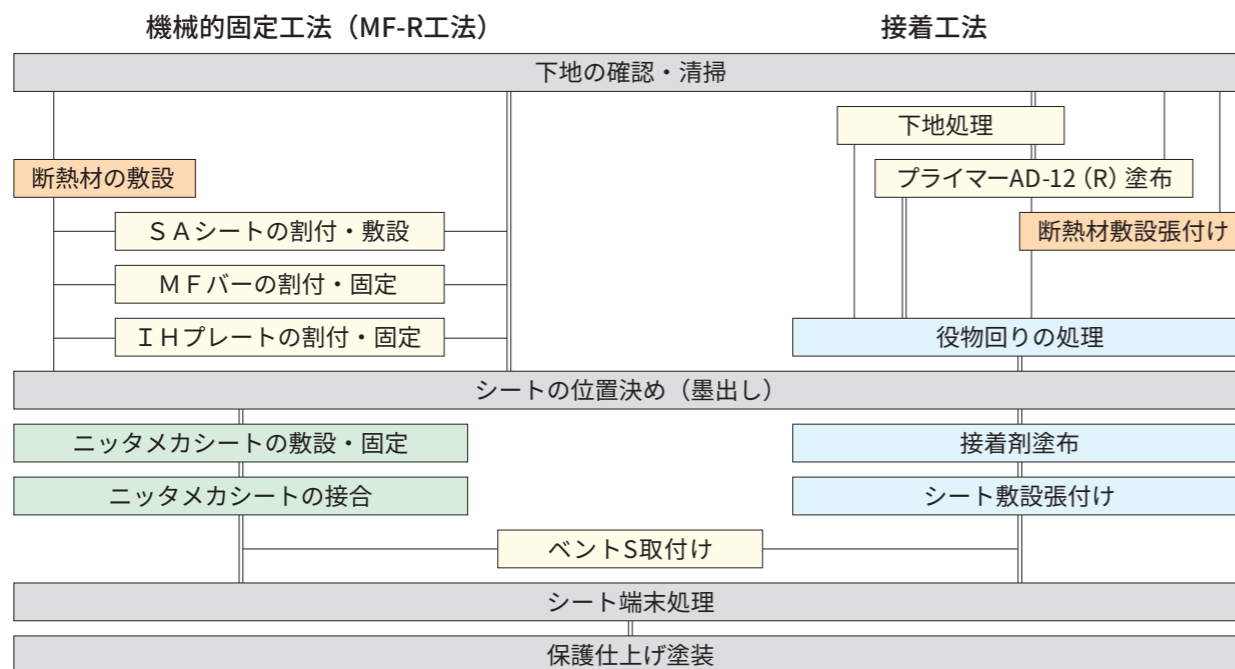 機械的固定工法（MF-R工法）
接着工法
下地の確認・清掃
下地処理
断熱材の敷設
プライマーAD-12（R）塗布
ＳＡシートの割付・敷設
断熱材敷設張付け
ＭＦバーの割付・固定
ＩＨプレートの割付・固定
役物回りの処理
シートの位置決め（墨出し）
ニッタメカシートの敷設・固定
接着剤塗布
ニッタメカシートの接合
シート敷設張付け
ベントS取付け
シート端末処理
保護仕上げ塗装